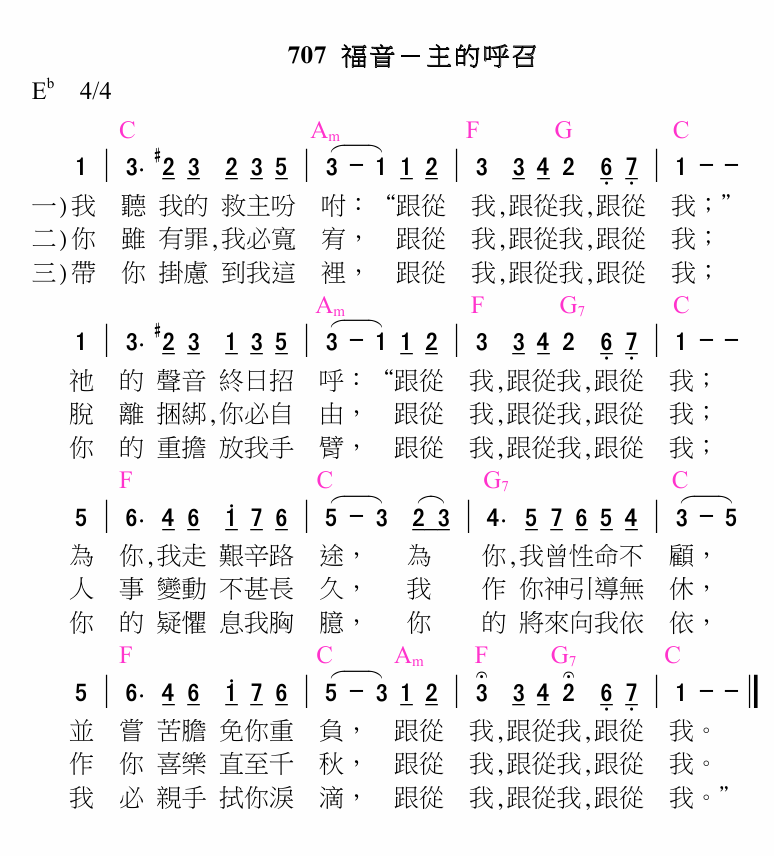 707 福音－主的呼召
E♭ 4/4
C Am F G C
1 | 3· #2 3 2 3 5 | 3 － 1 1 2 | 3 3 4 2 6 7 | 1 － －
一)我 聽 我的 救主吩 咐：“跟從 我,跟從我,跟從 我；”
二)你 雖 有罪,我必寬 宥， 跟從 我,跟從我,跟從 我；
三)帶 你 掛慮 到我這 裡， 跟從 我,跟從我,跟從 我；
Am F G7 C
1 | 3· #2 3 1 3 5 | 3 － 1 1 2 | 3 3 4 2 6 7 | 1 － －
祂 的 聲音 終日招 呼：“跟從 我,跟從我,跟從 我；
脫 離 捆綁,你必自 由， 跟從 我,跟從我,跟從 我；
你 的 重擔 放我手 臂， 跟從 我,跟從我,跟從 我；
F C G7 C
5 | 6· 4 6 1 7 6 | 5 － 3 2 3 | 4· 5 7 6 5 4 | 3 － 5
為 你,我走 艱辛路 途， 為 你,我曾性命不 顧，
人 事 變動 不甚長 久， 我 作 你神引導無 休，
你 的 疑懼 息我胸 臆， 你 的 將來向我依 依，
F C Am F G7 C
5 | 6· 4 6 1 7 6 | 5 － 3 1 2 | 3 3 4 2 6 7 | 1 － － ‖
並 嘗 苦膽 免你重 負， 跟從 我,跟從我,跟從 我。
作 你 喜樂 直至千 秋， 跟從 我,跟從我,跟從 我。
我 必 親手 拭你淚 滴， 跟從 我,跟從我,跟從 我。”